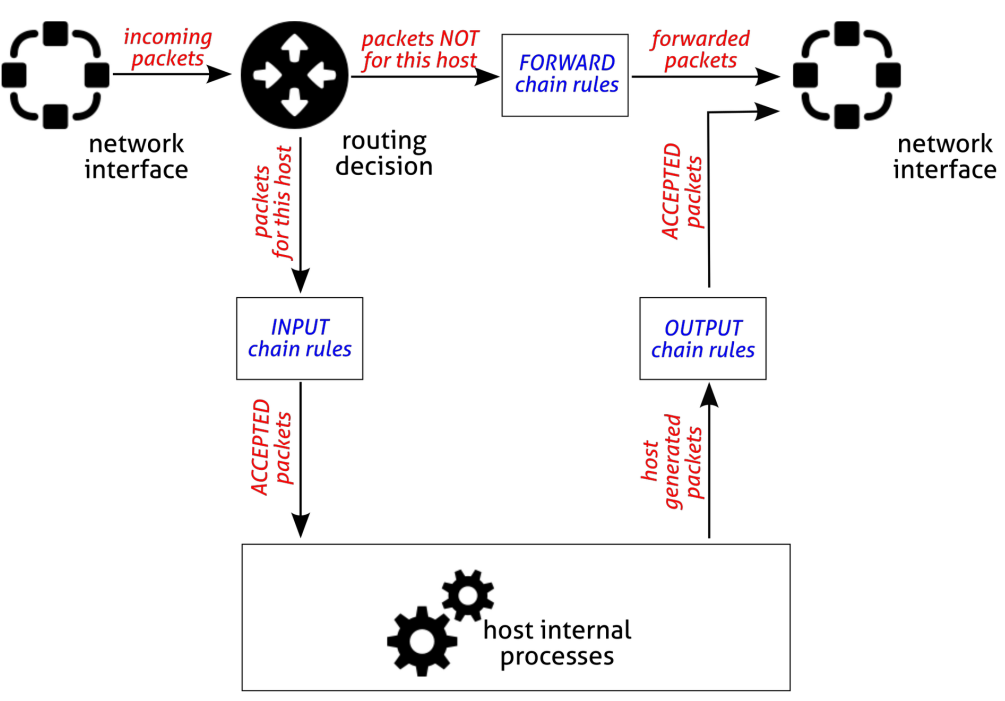 incoming
packets
packets NOT
for this host
FORWARD
chain rules
forwarded
packets
network
interface
routing
decision
network
interface
packets
for this host
ACCEPTED
packets
INPUT
chain rules
OUTPUT
chain rules
ACCEPTED
packets
host
generated
packets
host internal
processes